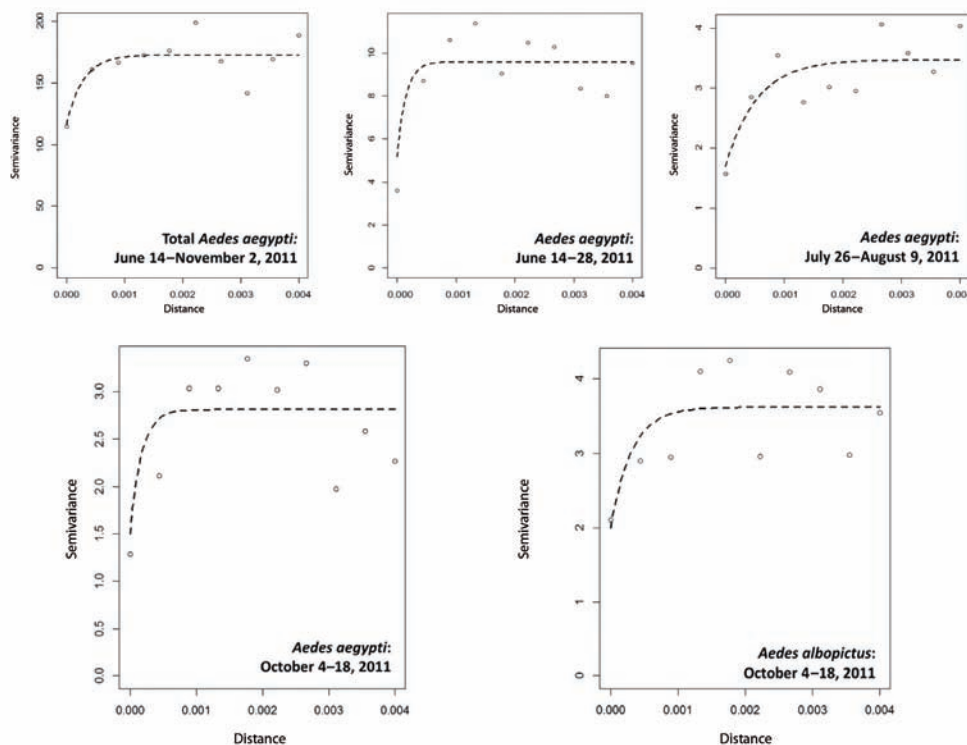 Semivariance
0 50 100 150 200
0.000 0.001 0.002 0.003 0.004
Distance
Total Aedes aegypti:
June 14–November 2, 2011
Semivariance
0 2 4 6 8 10
0.000 0.001 0.002 0.003 0.004
Distance
Aedes aegypti:
June 14–28, 2011
Semivariance
0 1 2 3 4
0.000 0.001 0.002 0.003 0.004
Distance
Aedes aegypti:
July 26–August 9, 2011
Semivariance
0.0 0.5 1.0 1.5 2.0 2.5 3.0
0.000 0.001 0.002 0.003 0.004
Distance
Aedes aegypti:
October 4–18, 2011
Semivariance
0 1 2 3 4
0.000 0.001 0.002 0.003 0.004
Distance
Aedes albopictus:
October 4–18, 2011